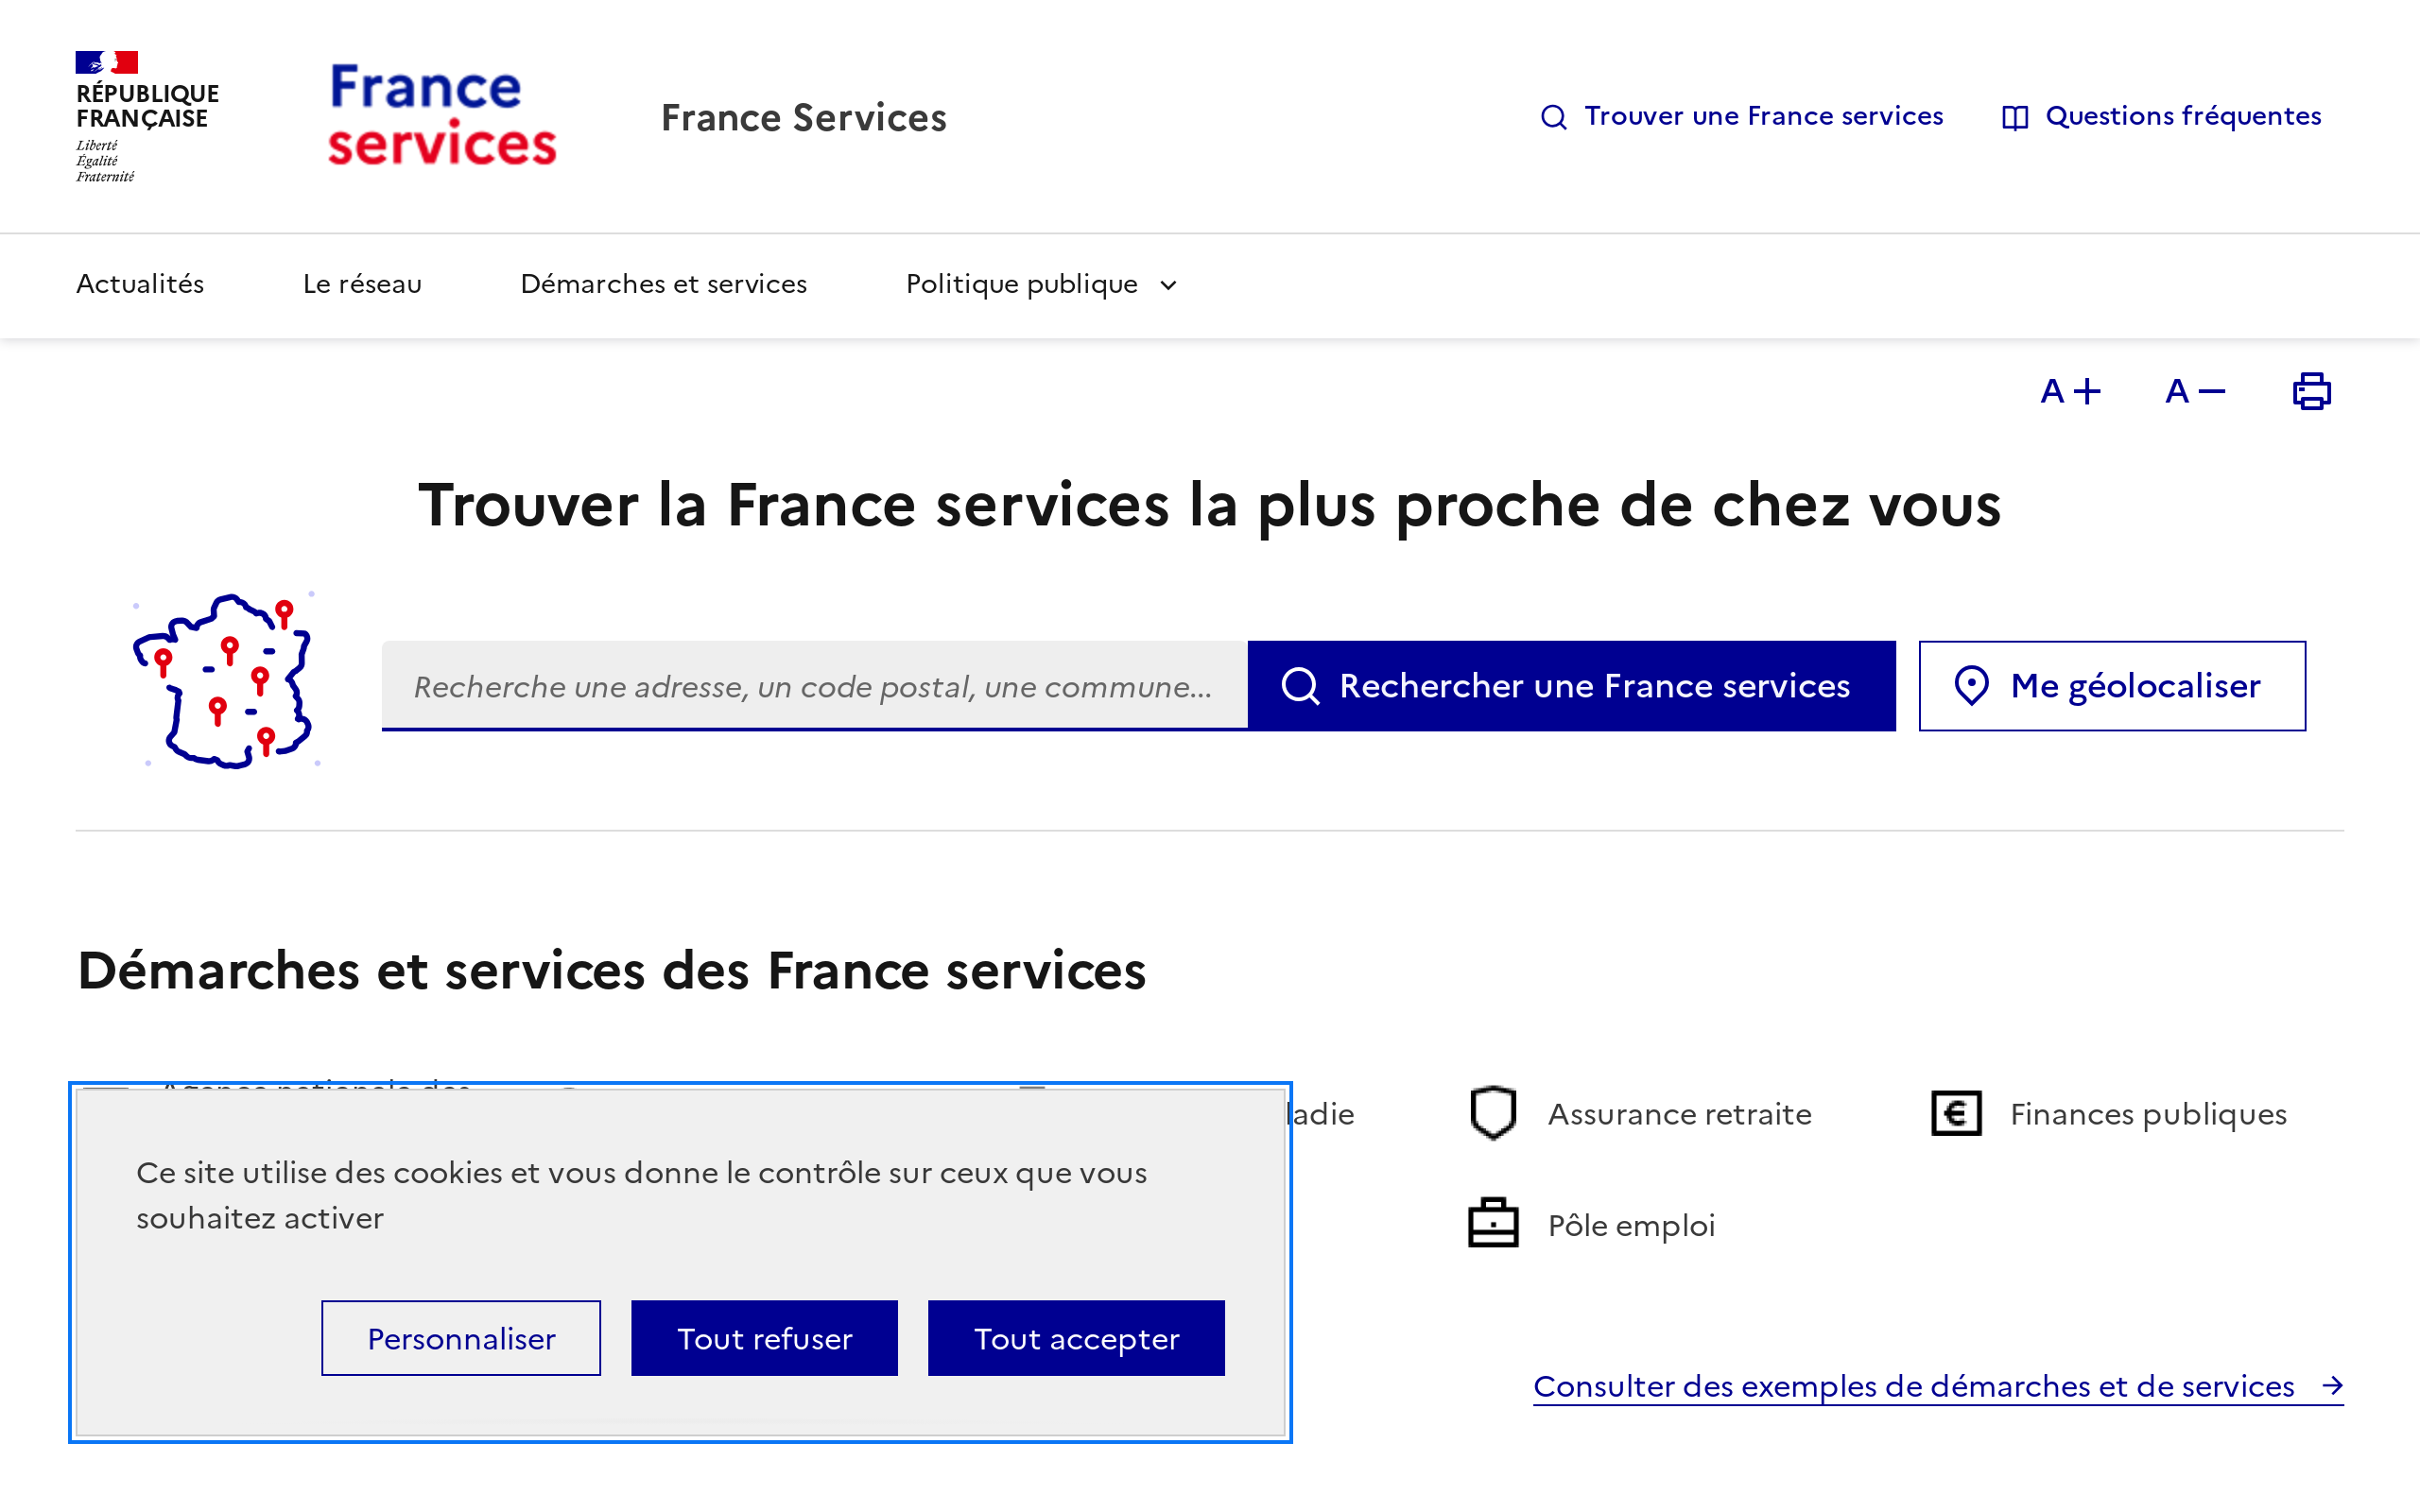 RÉPUBLIQUE
FRANÇAISE
Liberté
Égalité
Fraternité
France
services
France Services
Trouver une France services
Questions fréquentes
Actualités
Le réseau
Démarches et services
Politique publique
A+
A−
Trouver la France services la plus proche de chez vous
Recherche une adresse, un code postal, une commune...
Rechercher une France services
Me géolocaliser
Démarches et services des France services
Assurance retraite
Finances publiques
Ce site utilise des cookies et vous donne le contrôle sur ceux que vous
souhaitez activer
Pôle emploi
Personnaliser
Tout refuser
Tout accepter
Consulter des exemples de démarches et de services